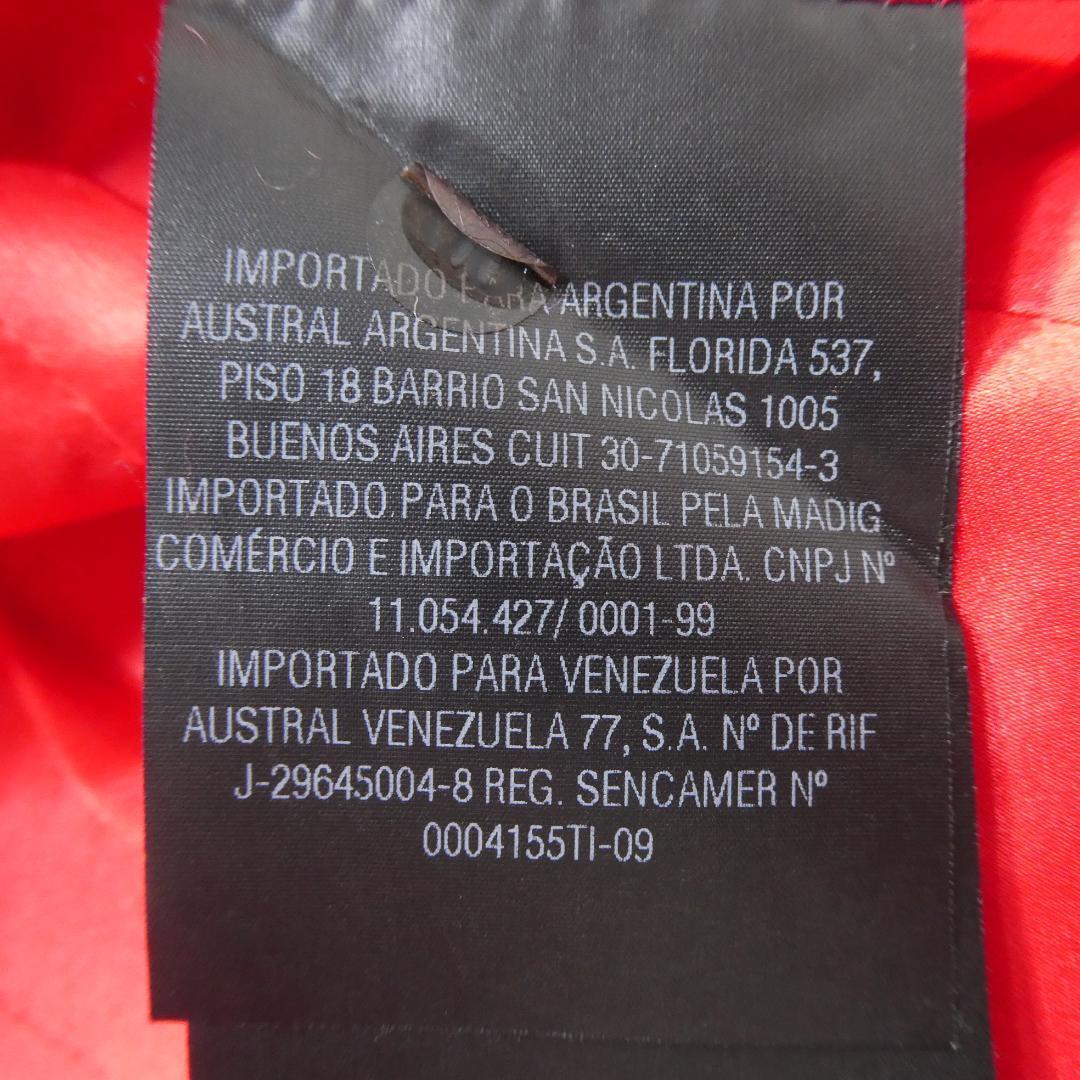 IMPORTADO PARA ARGENTINA POR
AUSTRAL ARGENTINA S.A. FLORIDA 537,
PISO 18 BARRIO SAN NICOLAS 1005
BUENOS AIRES CUIT 30-71059154-3
IMPORTADO PARA O BRASIL PELA MADIG
COMÉRCIO E IMPORTAÇÃO LTDA. CNPJ Nº
11.054.427/ 0001-99
IMPORTADO PARA VENEZUELA POR
AUSTRAL VENEZUELA 77, S.A. Nº DE RIF
J-29645004-8 REG. SENCAMER Nº
0004155TI-09